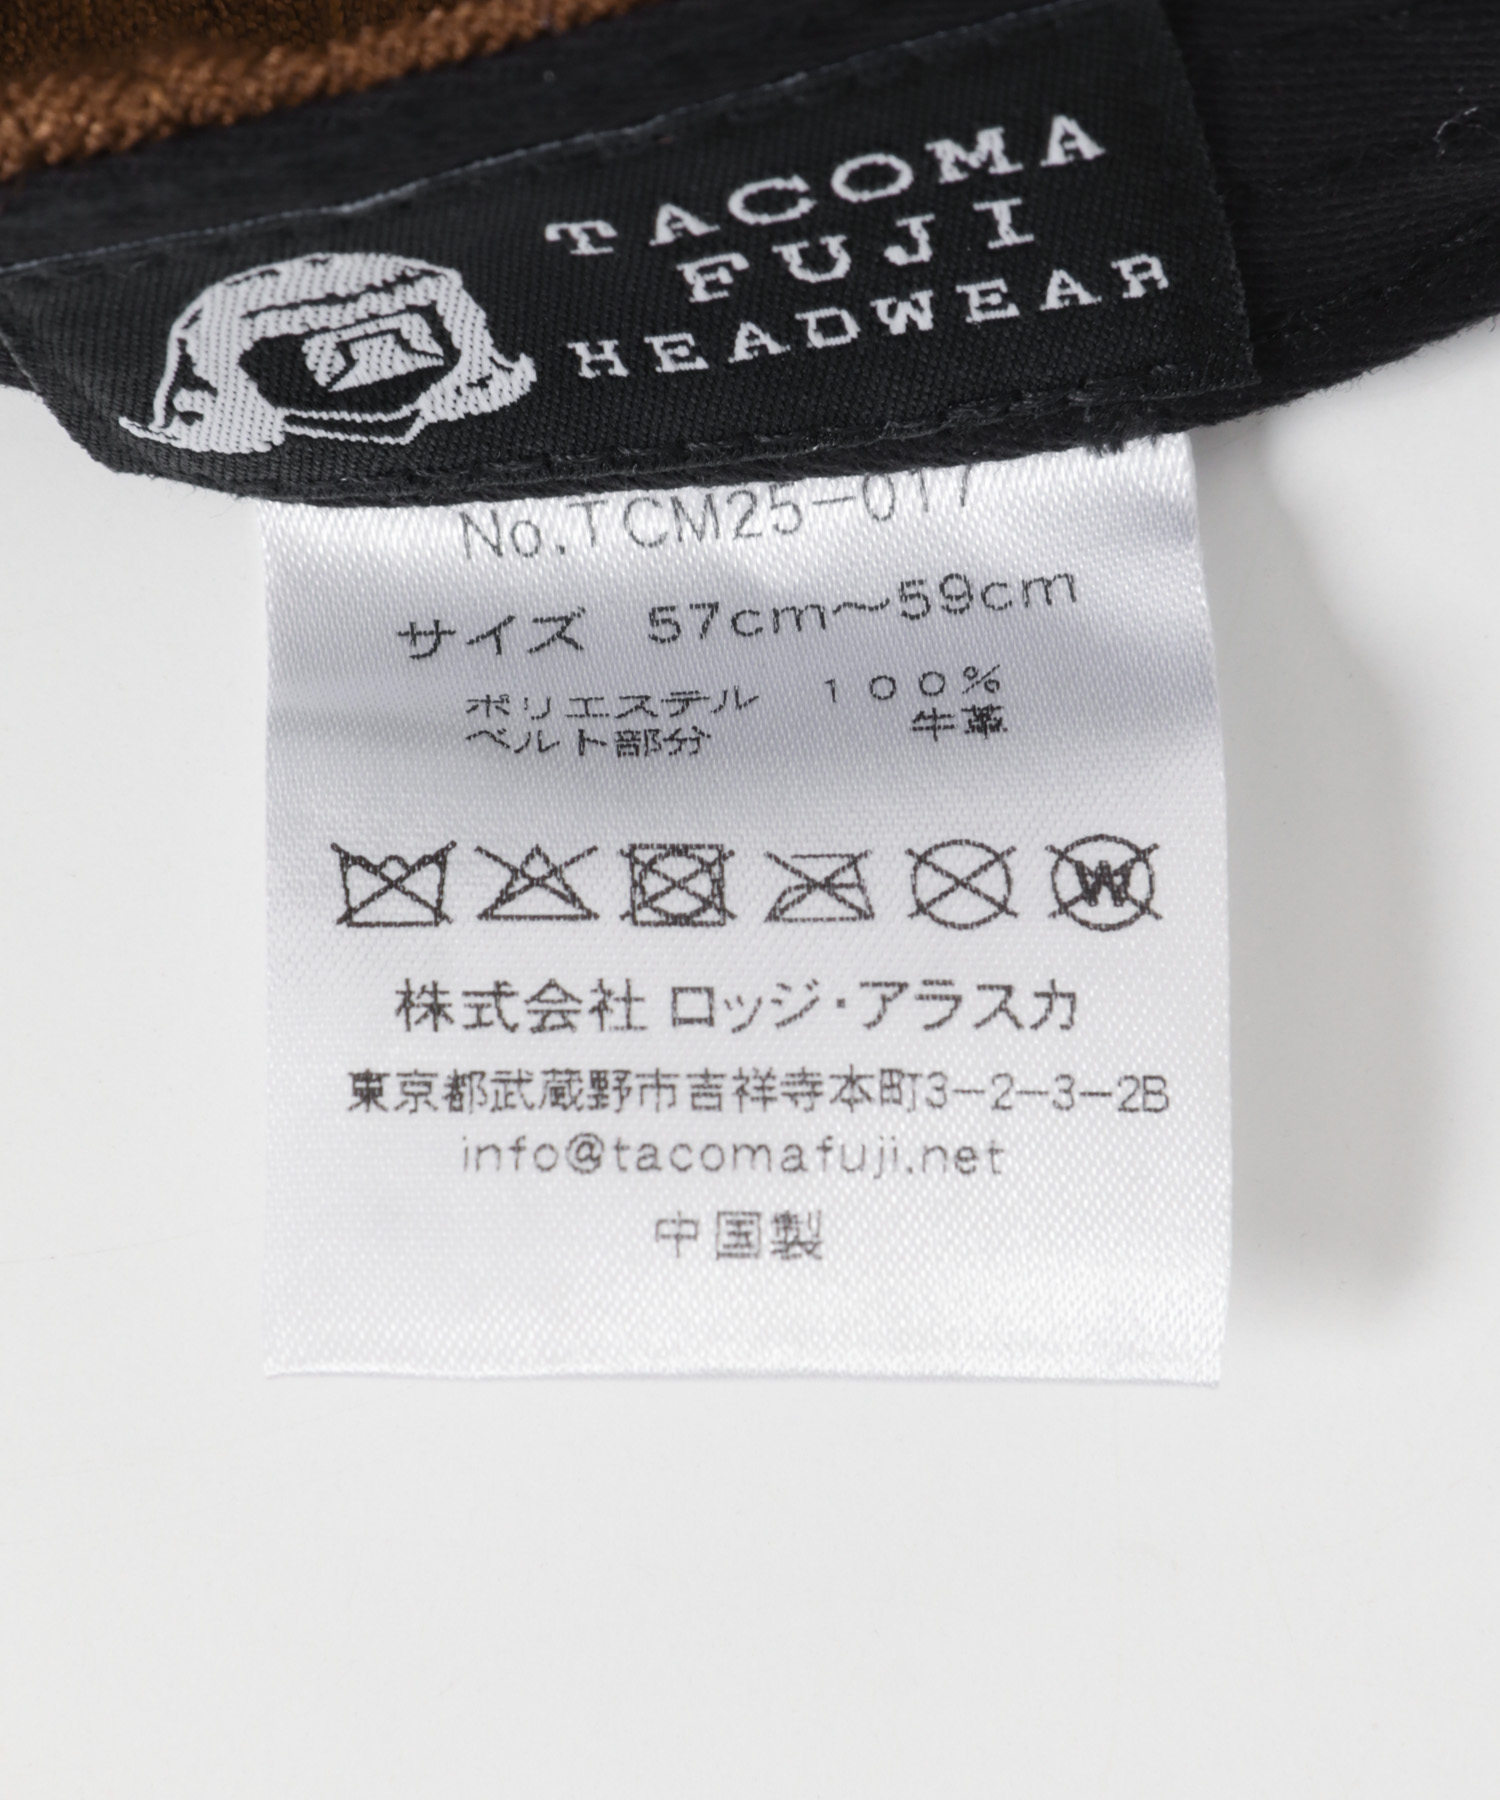 TACOMA
FUJI
HEADWEAR
No.TCM25-017
サイズ 57cm～59cm
ポリエステル 100%
ベルト部分 牛革
W
株式会社 ロッジ・アラスカ
東京都武蔵野市吉祥寺本町3-2-3-2B
info@tacomafuji.net
中国製